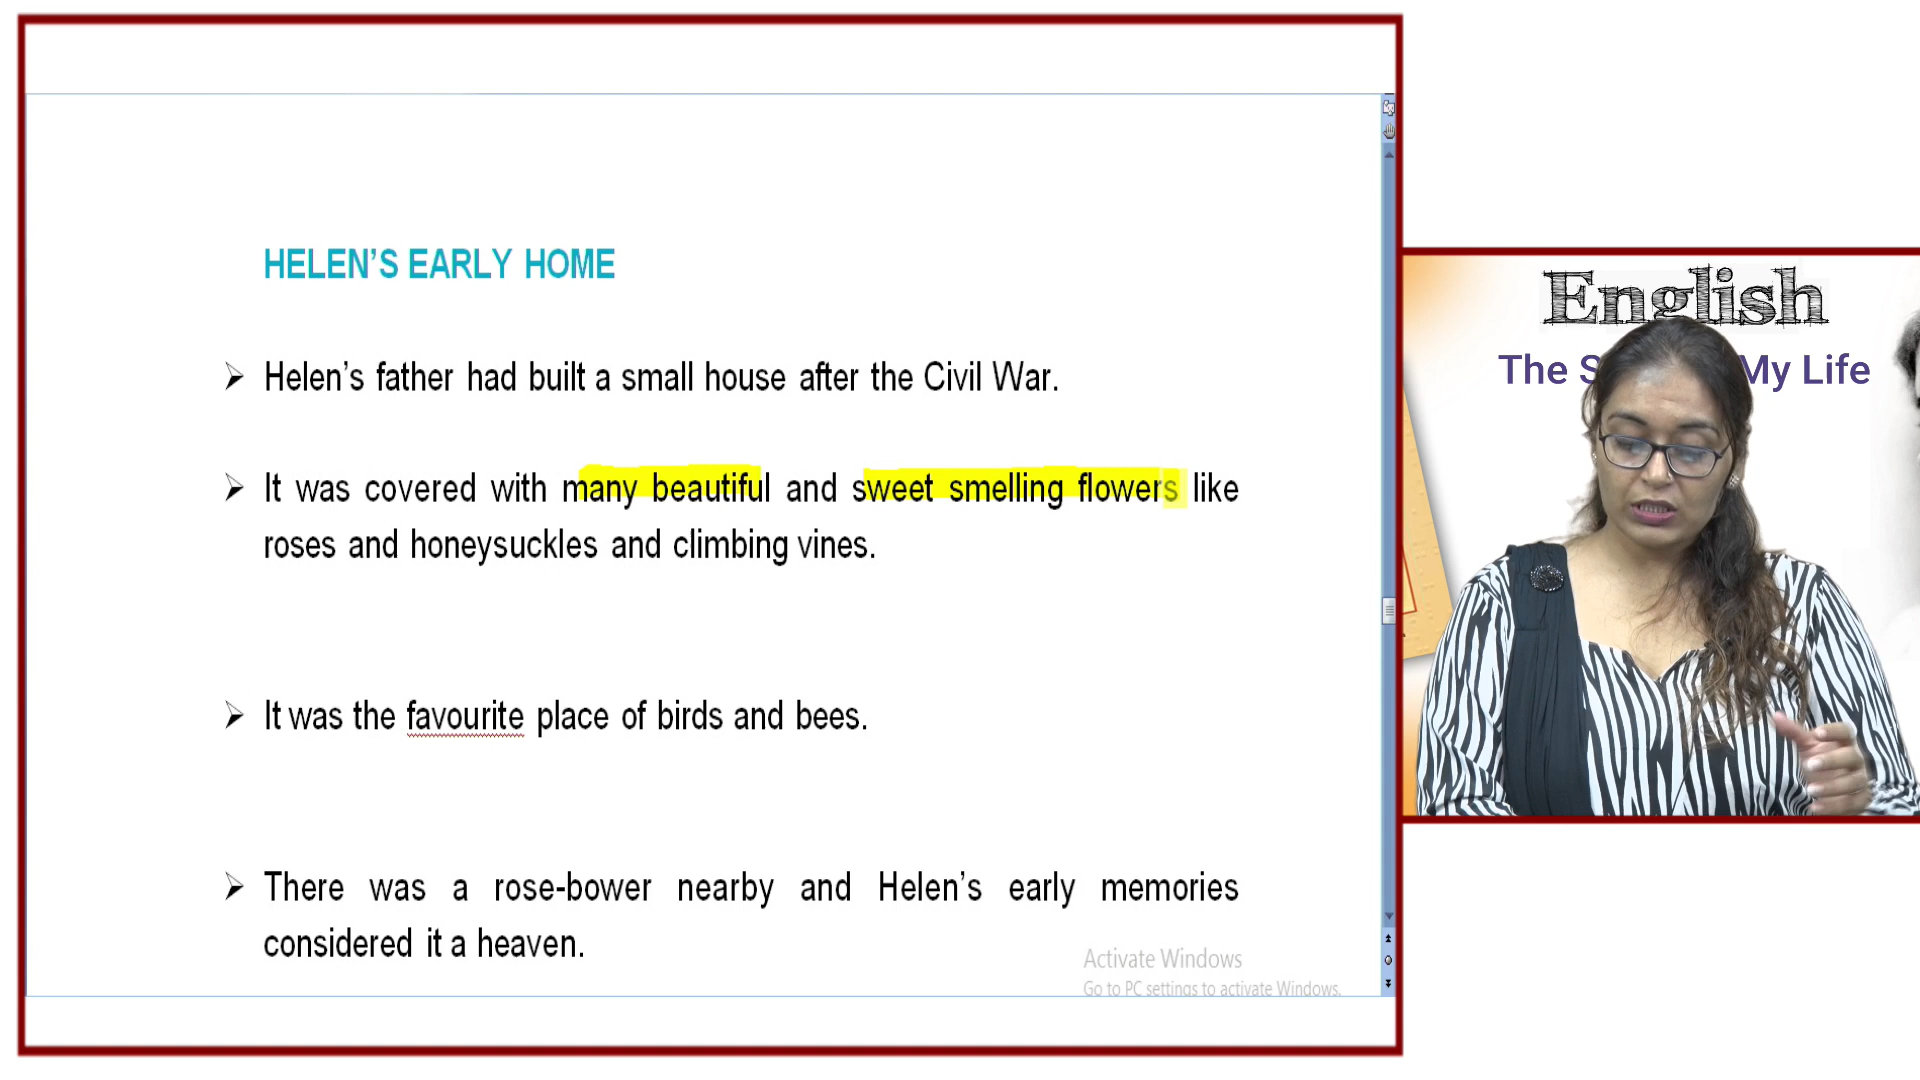 HELEN'S EARLY HOME
➢ Helen's father had built a small house after the Civil War.
➢ It was covered with many beautiful and sweet smelling flowers like
roses and honeysuckles and climbing vines.
➢ It was the favourite place of birds and bees.
➢ There was a rose-bower nearby and Helen's early memories
considered it a heaven.
Activate Windows
Go to PC settings to activate Windows.
English
The S My Life